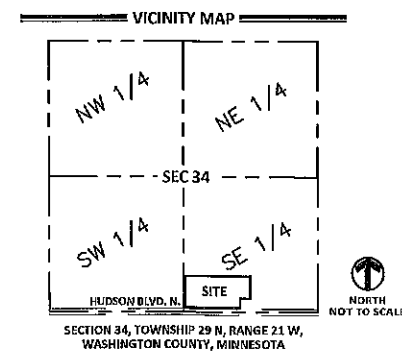 VICINITY MAP
NW 1/4
NE 1/4
SEC 34
SW 1/4
SE 1/4
HUDSON BLVD. N.
SITE
NORTH
NOT TO SCAL
SECTION 34, TOWNSHIP 29 N, RANGE 21 W,
WASHINGTON COUNTY, MINNESOTA